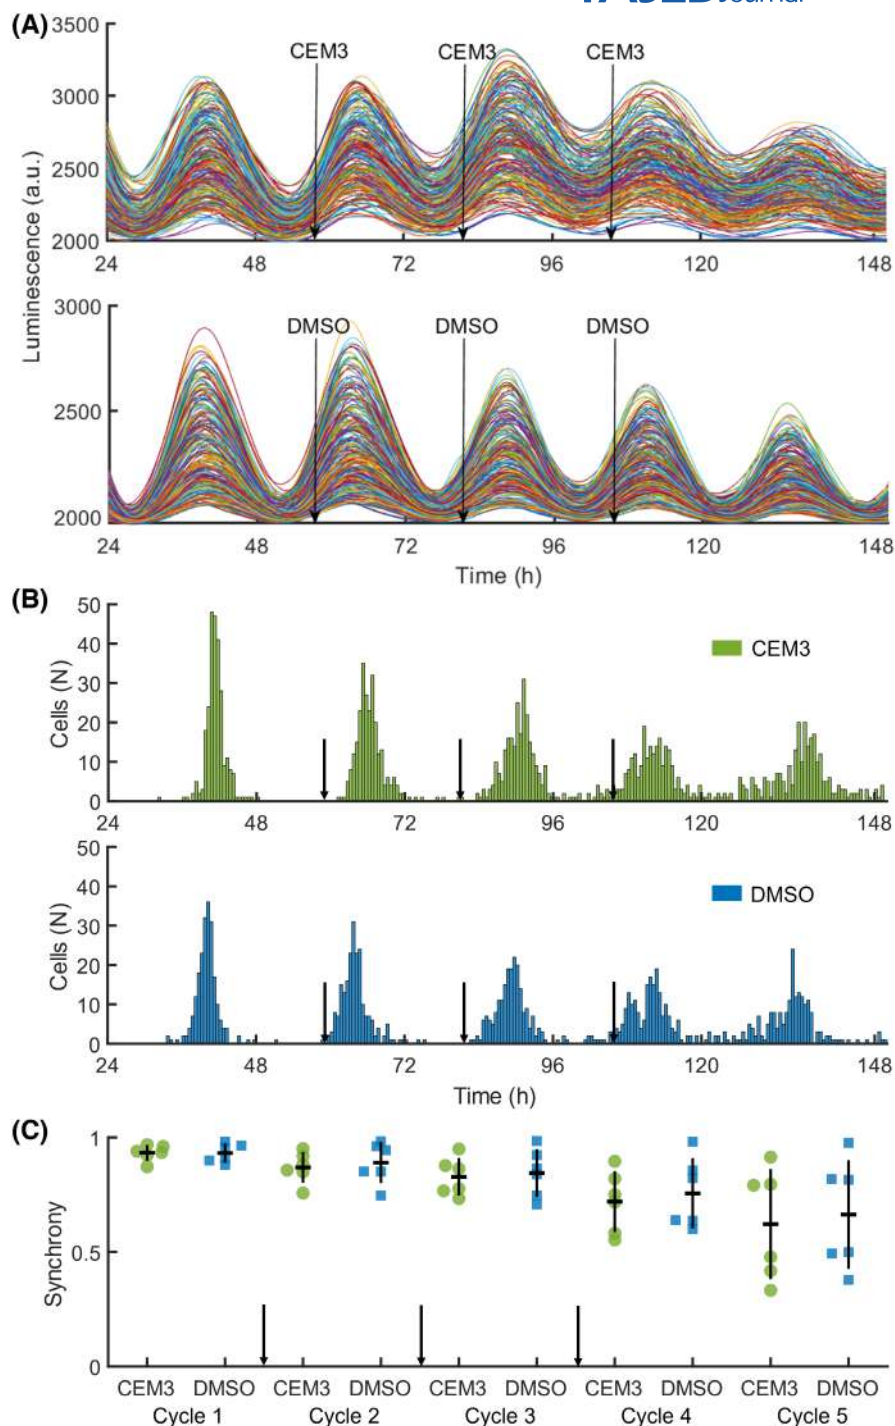 Journal
(A)
3500
3000
2500
2000
CEM3 CEM3 CEM3
24 48 72 96 120 148
Luminescence (a.u.)
3000
2500
2000
DMSO DMSO DMSO
24 48 72 96 120 148
Time (h)
(B)
50
40
30
20
10
0
Cells (N)
CEM3
24 48 72 96 120 148
50
40
30
20
10
0
Cells (N)
DMSO
24 48 72 96 120 148
Time (h)
(C)
1
0.5
0
Synchrony
CEM3 DMSO CEM3 DMSO CEM3 DMSO CEM3 DMSO CEM3 DMSO
Cycle 1 Cycle 2 Cycle 3 Cycle 4 Cycle 5